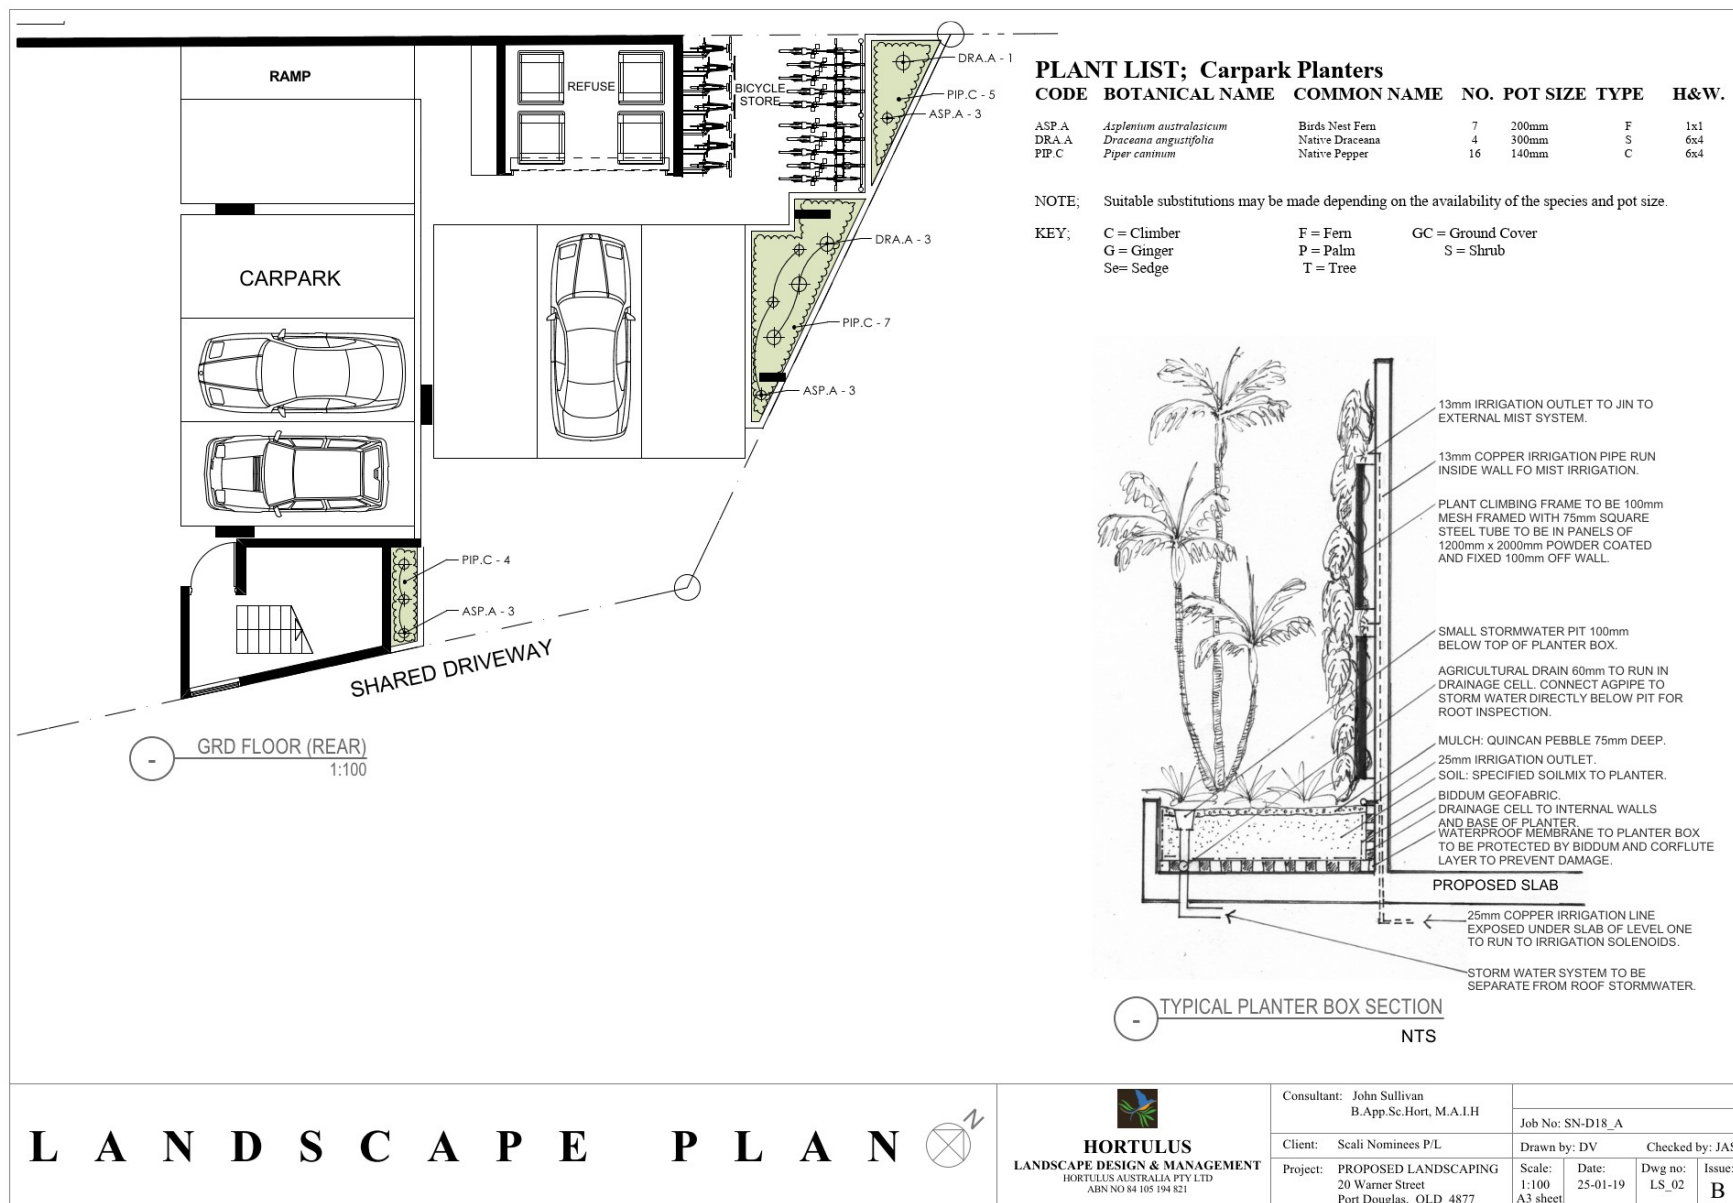 RAMP
REFUSE
BICYCLE
STORE
DRA.A - 1
PIP.C - 5
ASP.A - 3
CARPARK
DRA.A - 3
PIP.C - 7
ASP.A - 3
PIP.C - 4
ASP.A - 3
SHARED DRIVEWAY
-
GRD FLOOR (REAR)
1:100
PLANT LIST; Carpark Planters
CODE BOTANICAL NAME COMMON NAME NO. POT SIZE TYPE H&W.
ASP.A Asplenium australasicum Birds Nest Fern 7 200mm F 1x1
DRA.A Draceana angustifolia Native Draceana 4 300mm S 6x4
PIP.C Piper caninum Native Pepper 16 140mm C 6x4
NOTE; Suitable substitutions may be made depending on the availability of the species and pot size.
KEY; C = Climber F = Fern GC = Ground Cover
G = Ginger P = Palm S = Shrub
Se= Sedge T = Tree
13mm IRRIGATION OUTLET TO JIN TO
EXTERNAL MIST SYSTEM.
13mm COPPER IRRIGATION PIPE RUN
INSIDE WALL FO MIST IRRIGATION.
PLANT CLIMBING FRAME TO BE 100mm
MESH FRAMED WITH 75mm SQUARE
STEEL TUBE TO BE IN PANELS OF
1200mm x 2000mm POWDER COATED
AND FIXED 100mm OFF WALL.
SMALL STORMWATER PIT 100mm
BELOW TOP OF PLANTER BOX.
AGRICULTURAL DRAIN 60mm TO RUN IN
DRAINAGE CELL. CONNECT AGPIPE TO
STORM WATER DIRECTLY BELOW PIT FOR
ROOT INSPECTION.
MULCH: QUINCAN PEBBLE 75mm DEEP.
25mm IRRIGATION OUTLET.
SOIL: SPECIFIED SOILMIX TO PLANTER.
BIDDUM GEOFABRIC.
DRAINAGE CELL TO INTERNAL WALLS
AND BASE OF PLANTER.
WATERPROOF MEMBRANE TO PLANTER BOX
TO BE PROTECTED BY BIDDUM AND CORFLUTE
LAYER TO PREVENT DAMAGE.
PROPOSED SLAB
25mm COPPER IRRIGATION LINE
EXPOSED UNDER SLAB OF LEVEL ONE
TO RUN TO IRRIGATION SOLENOIDS.
STORM WATER SYSTEM TO BE
SEPARATE FROM ROOF STORMWATER.
-
TYPICAL PLANTER BOX SECTION
NTS
LANDSCAPE PLAN
N
HORTULUS
LANDSCAPE DESIGN & MANAGEMENT
HORTULUS AUSTRALIA PTY LTD
ABN NO 84 105 194 821
Consultant: John Sullivan
B.App.Sc.Hort, M.A.I.H
Client: Scali Nominees P/L
Project: PROPOSED LANDSCAPING
20 Warner Street
Port Douglas, QLD 4877
Job No: SN-D18_A
Drawn by: DV Checked by: JAS
Scale: Date: Dwg no: Issue:
1:100 25-01-19 LS_02 B
A3 sheet